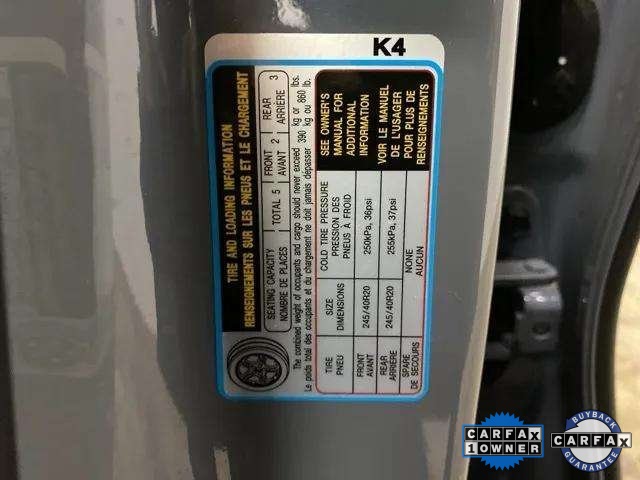 K4
TIRE AND LOADING INFORMATION
RENSEIGNEMENTS SUR LES PNEUS ET LE CHARGEMENT
SEATING CAPACITY TOTAL 5 FRONT 2 REAR 3
NOMBRE DE PLACES AVANT ARRIÈRE
The combined weight of occupants and cargo should never exceed 390 kg or 860 lbs.
Le poids total des occupants et du chargement ne doit jamais dépasser 390 kg ou 860 lb.
TIRE SIZE COLD TIRE PRESSURE
PNEU DIMENSIONS PRESSION DES
PNEUS A FROID
FRONT 245/40R20 250kPa, 36psi
AVANT
REAR 245/40R20 255kPa, 37psi
ARRIÈRE
SPARE NONE
DE SECOURS AUCUN
SEE OWNER'S
MANUAL FOR
ADDITIONAL
INFORMATION
VOIR LE MANUEL
DE L'USAGER
POUR PLUS DE
RENSEIGNEMENTS
CARFAX
1 OWNER
BUYBACK
CARFAX
GUARANTEE